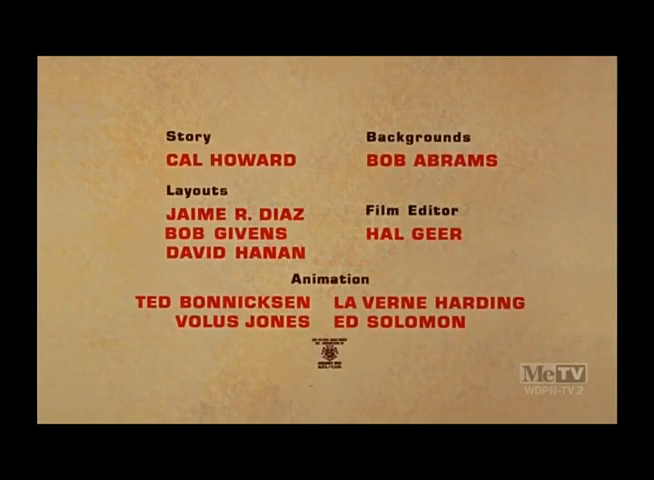 Story
CAL HOWARD
Backgrounds
BOB ABRAMS
Layouts
JAIME R. DIAZ
BOB GIVENS
DAVID HANAN
Film Editor
HAL GEER
Animation
TED BONNICKSEN LA VERNE HARDING
VOLUS JONES ED SOLOMON
MeTV
WDPN-TV 2